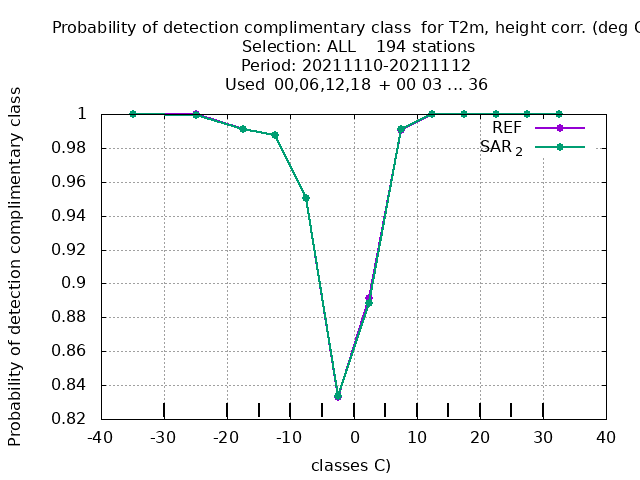 Probability of detection complimentary class for T2m, height corr. (deg C
Selection: ALL 194 stations
Period: 20211110-20211112
Used 00,06,12,18 + 00 03 ... 36
Probability of detection complimentary class
1
0.98
0.96
0.94
0.92
0.9
0.88
0.86
0.84
0.82
REF
SAR 2
-40 -30 -20 -10 0 10 20 30 40
classes C)